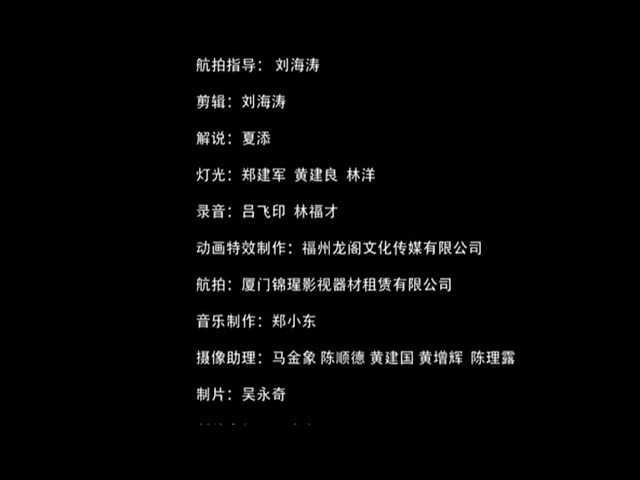 航拍指导： 刘海涛
剪辑：刘海涛
解说：夏添
灯光：郑建军 黄建良 林洋
录音：吕飞印 林福才
动画特效制作：福州龙阁文化传媒有限公司
航拍：厦门锦瑆影视器材租赁有限公司
音乐制作：郑小东
摄像助理：马金象 陈顺德 黄建国 黄增辉 陈理露
制片：吴永奇